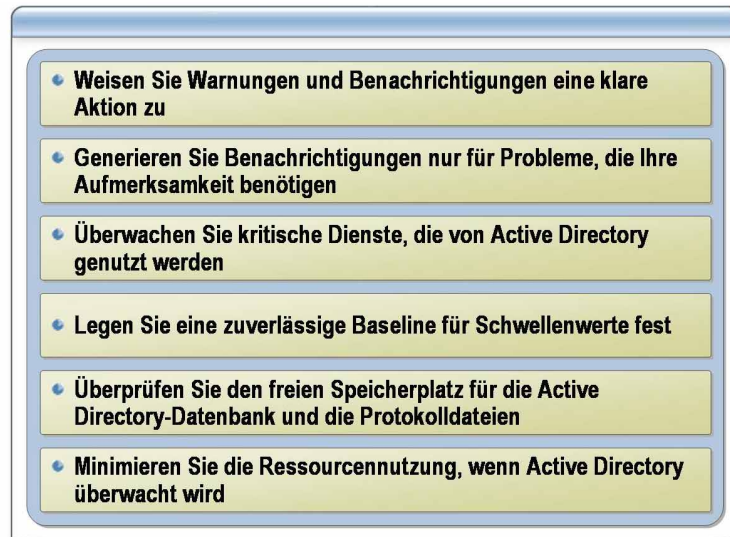 Weisen Sie Warnungen und Benachrichtigungen eine klare
Aktion zu
Generieren Sie Benachrichtigungen nur für Probleme, die Ihre
Aufmerksamkeit benötigen
Überwachen Sie kritische Dienste, die von Active Directory
genutzt werden
Legen Sie eine zuverlässige Baseline für Schwellenwerte fest
Überprüfen Sie den freien Speicherplatz für die Active
Directory-Datenbank und die Protokolldateien
Minimieren Sie die Ressourcennutzung, wenn Active Directory
überwacht wird